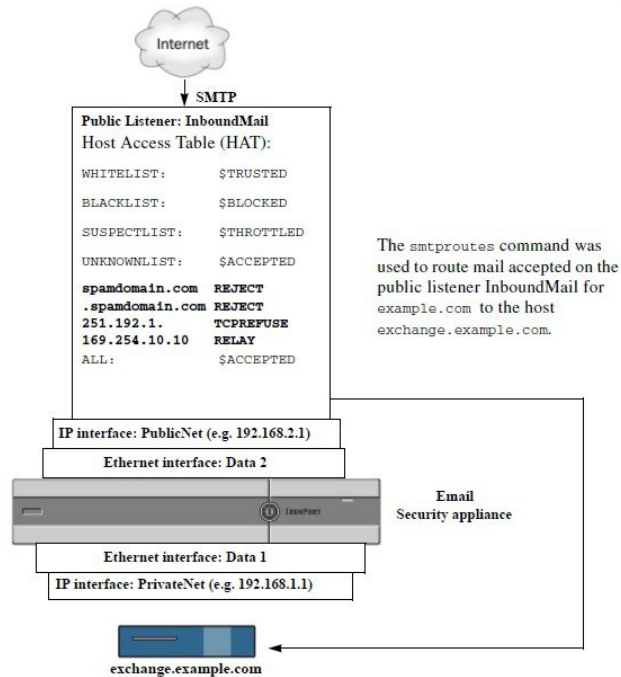 Internet
SMTP
Public Listener: InboundMail
Host Access Table (HAT):
WHITELIST: $TRUSTED
BLACKLIST: $BLOCKED
SUSPECTLIST: $THROTTLED
UNKNOWNLIST: $ACCEPTED
spamdomain.com REJECT
.spamdomain.com REJECT
251.192.1. TCPREFUSE
169.254.10.10 RELAY
ALL: $ACCEPTED
The smtproutes command was
used to route mail accepted on the
public listener InboundMail for
example.com to the host
exchange.example.com.
IP interface: PublicNet (e.g. 192.168.2.1)
Ethernet interface: Data 2
IRONPORT
Email
Security appliance
Ethernet interface: Data 1
IP interface: PrivateNet (e.g. 192.168.1.1)
exchange.example.com